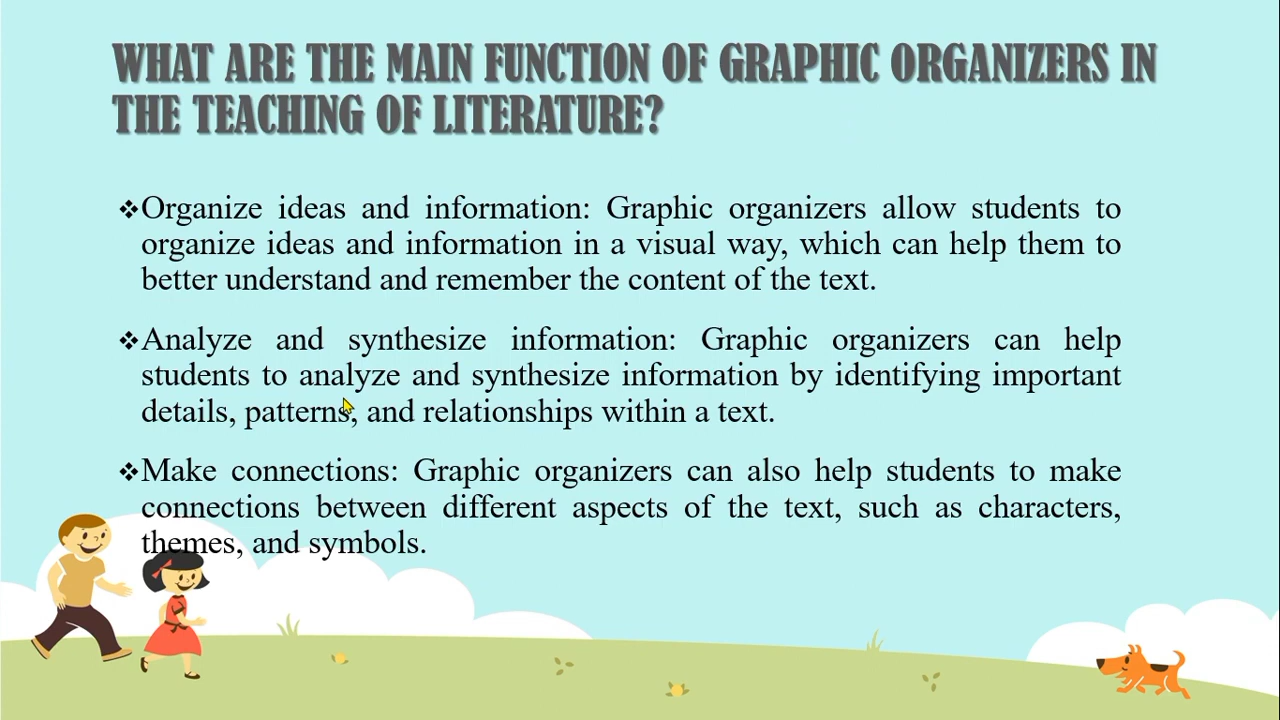 WHAT ARE THE MAIN FUNCTION OF GRAPHIC ORGANIZERS IN
THE TEACHING OF LITERATURE?
❖Organize ideas and information: Graphic organizers allow students to
organize ideas and information in a visual way, which can help them to
better understand and remember the content of the text.
❖Analyze and synthesize information: Graphic organizers can help
students to analyze and synthesize information by identifying important
details, patterns, and relationships within a text.
❖Make connections: Graphic organizers can also help students to make
connections between different aspects of the text, such as characters,
themes, and symbols.